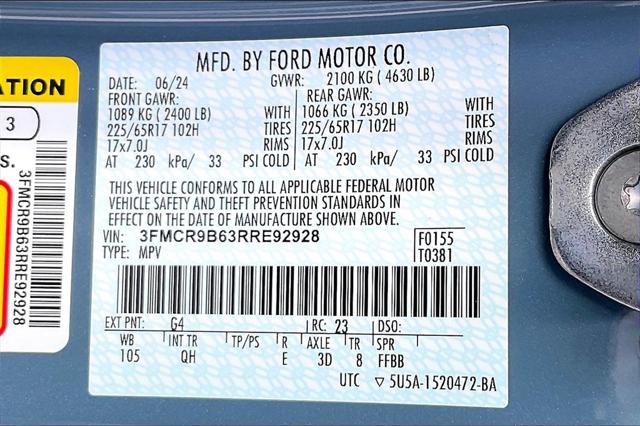 ATION
3
S.
3FMCR9B63RRE92928
MFD. BY FORD MOTOR CO.
DATE: 06/24 GVWR: 2100 KG ( 4630 LB)
FRONT GAWR: REAR GAWR:
1089 KG ( 2400 LB) WITH 1066 KG ( 2350 LB) WITH
225/65R17 102H TIRES 225/65R17 102H TIRES
17x7.0J RIMS 17x7.0J RIMS
AT 230 kPa/ 33 PSI COLD AT 230 kPa/ 33 PSI COLD
THIS VEHICLE CONFORMS TO ALL APPLICABLE FEDERAL MOTOR
VEHICLE SAFETY AND THEFT PREVENTION STANDARDS IN
EFFECT ON THE DATE OF MANUFACTURE SHOWN ABOVE.
VIN: 3FMCR9B63RRE92928 F0155
TYPE: MPV T0381
EXT PNT: G4 RC: 23 DSO:
WB INT TR TP/PS R AXLE TR SPR
105 QH E 3D 8 FFBB
UTC ▽ 5U5A-1520472-BA